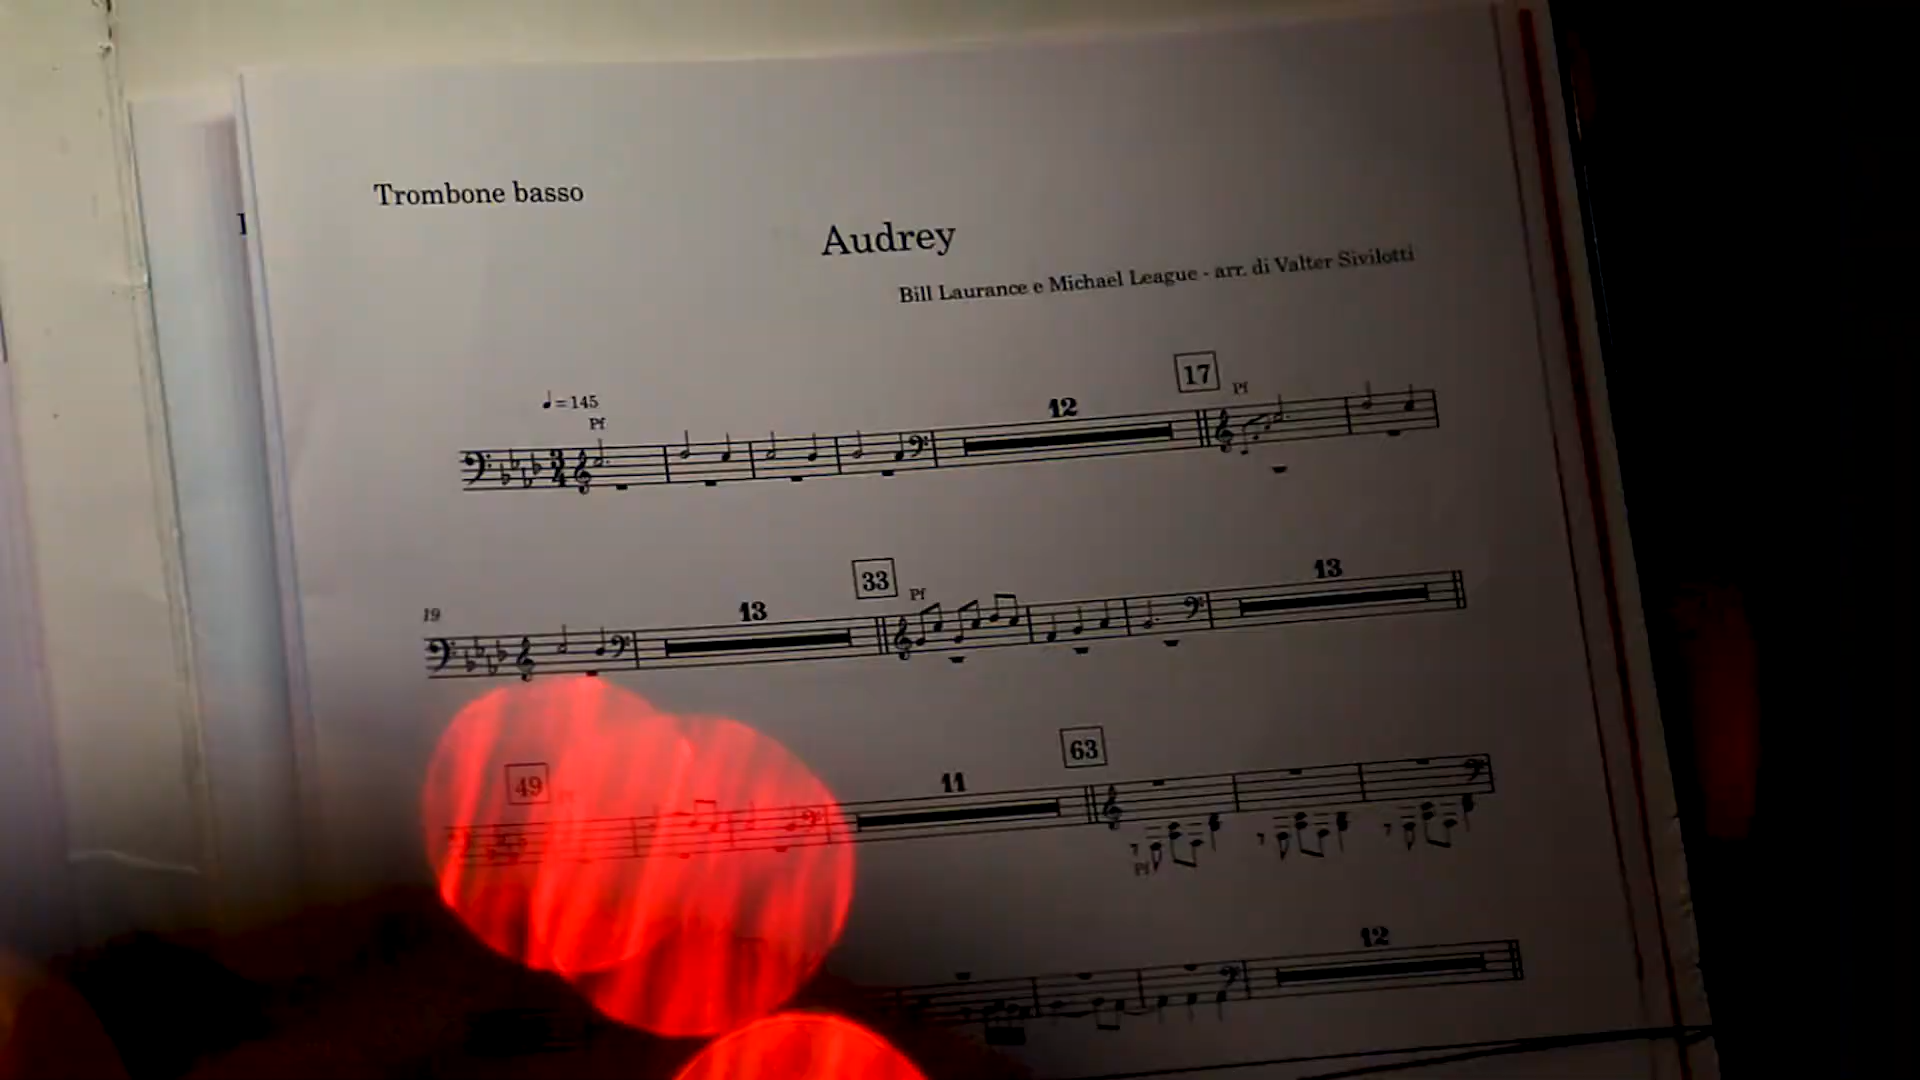 Trombone basso
Audrey
Bill Laurance e Michael League - arr. di Valter Sivilotti
♩= 145
Pf
12
17
Pf
19
13
33
Pf
13
49
11
63
Pf
12